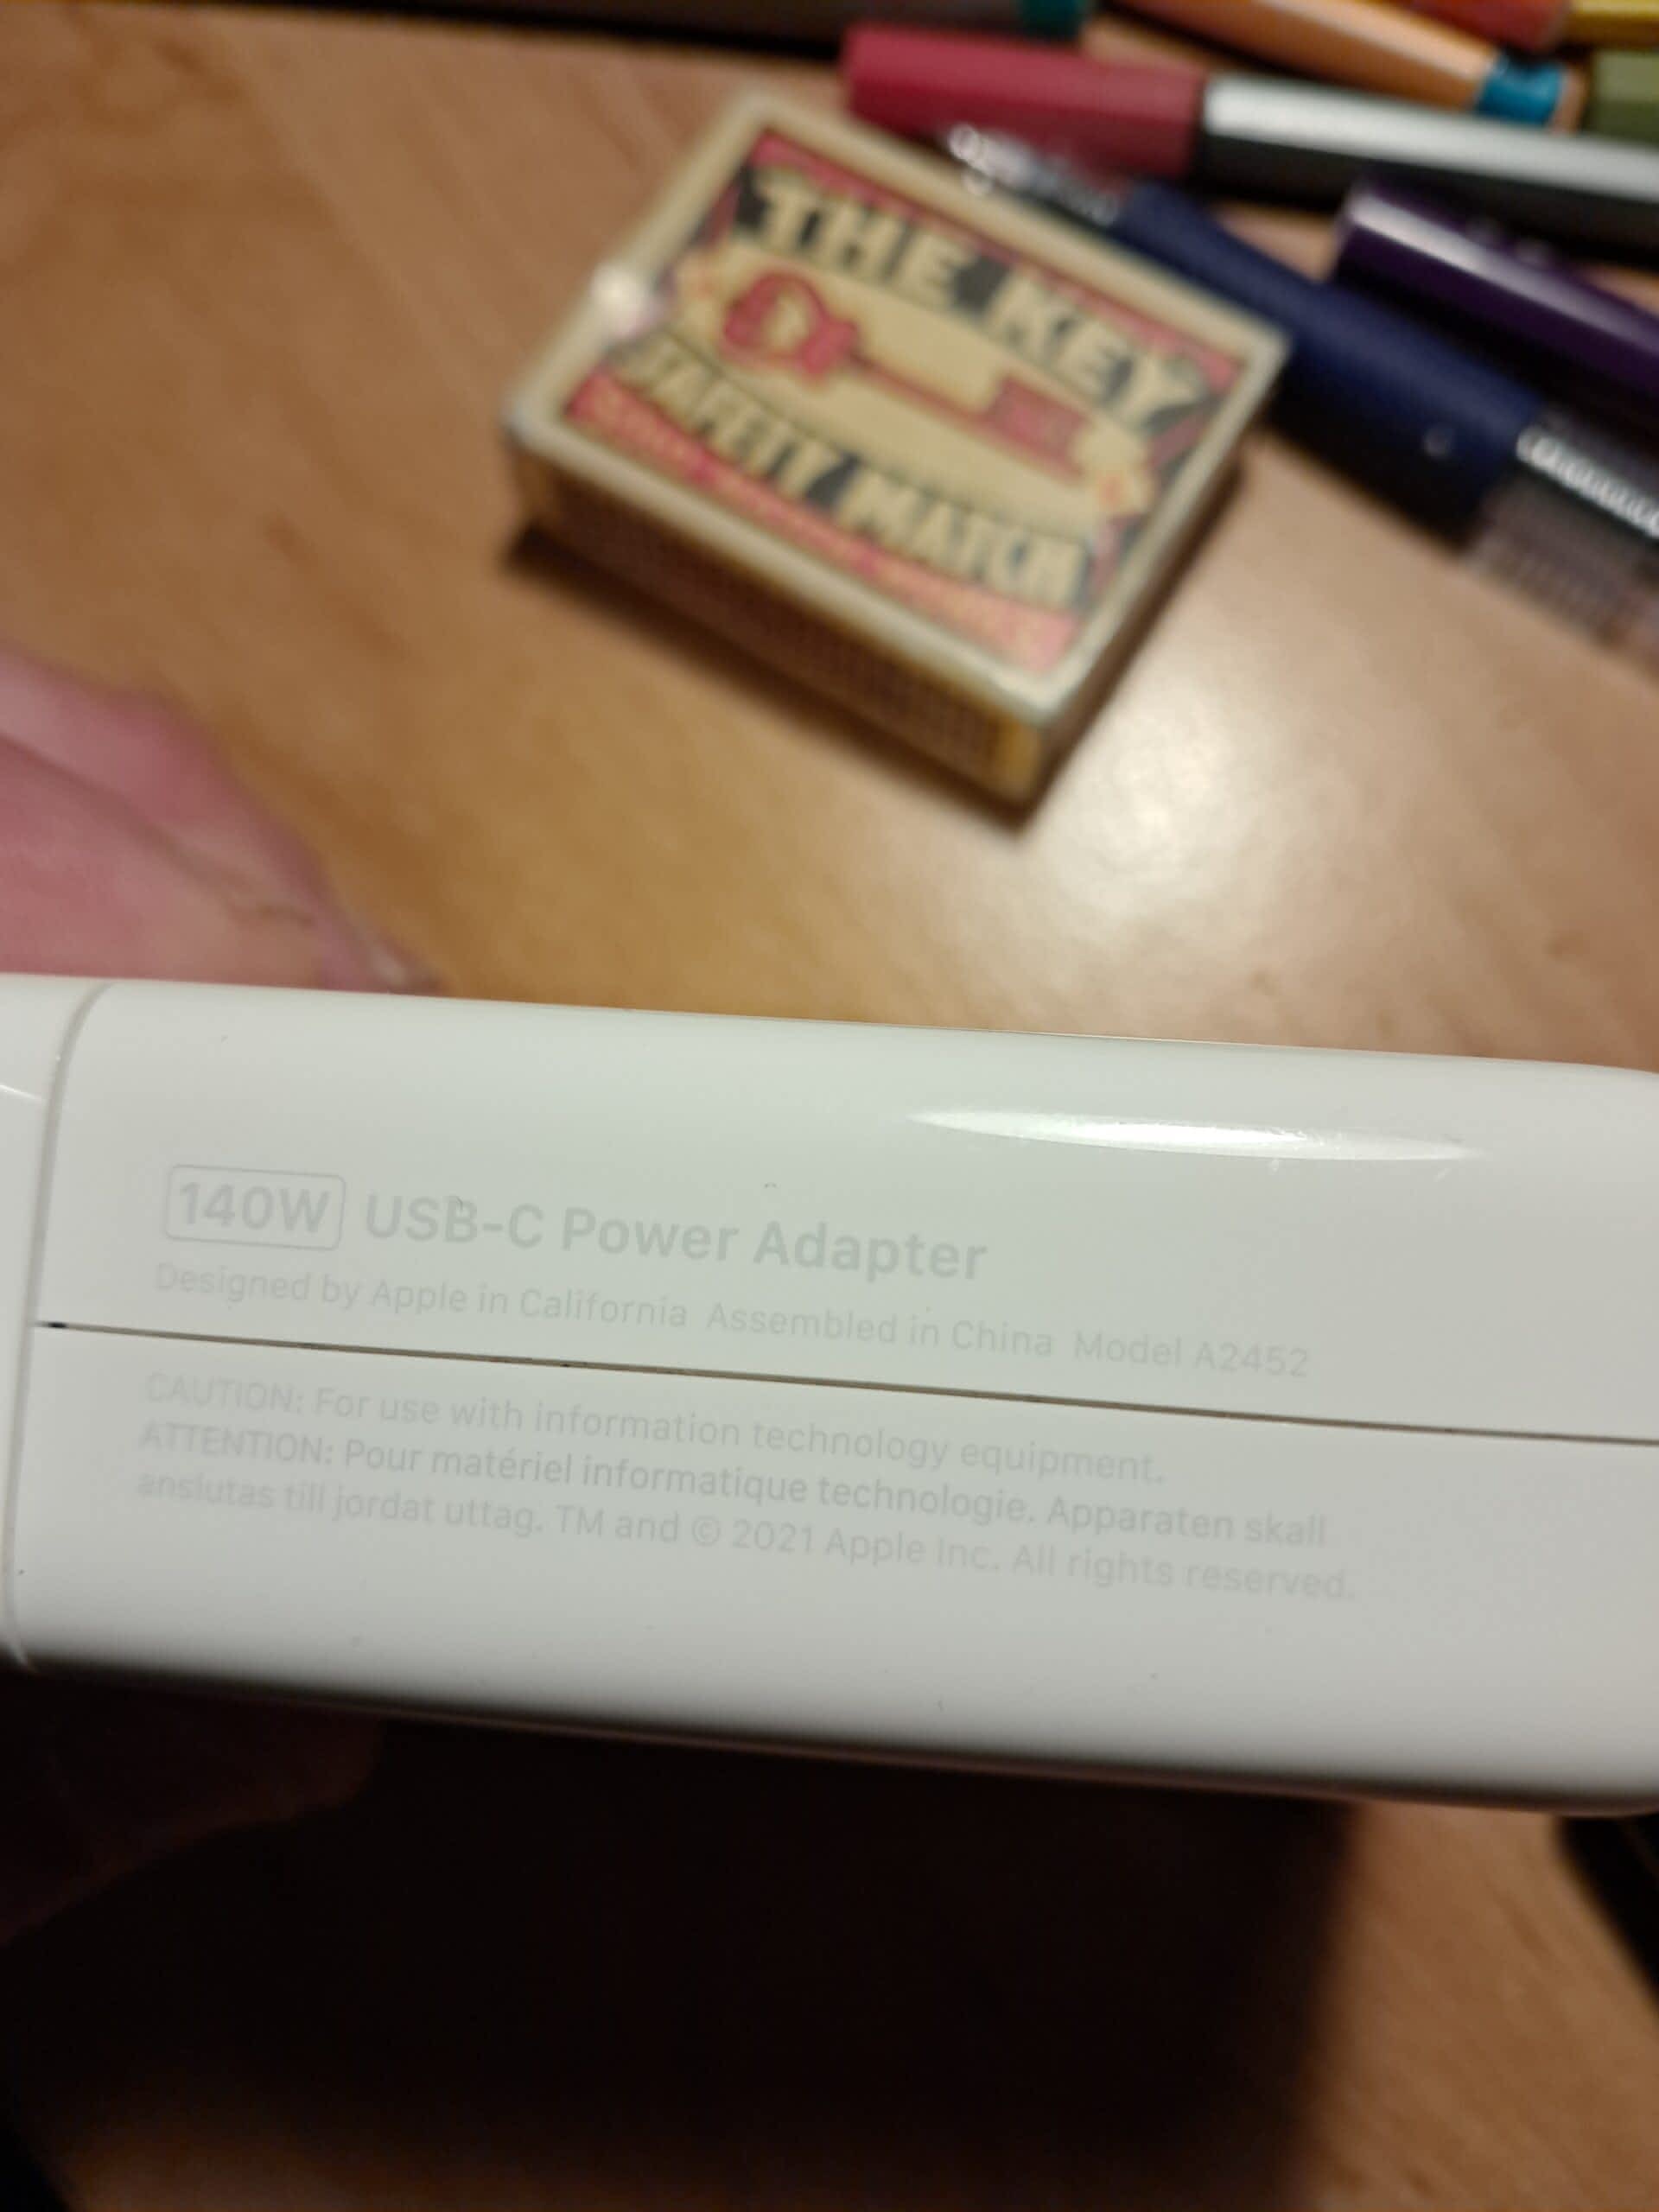 THE KEY
SAFETY MATCH
140W USB-C Power Adapter
Designed by Apple in California Assembled in China Model A2452
CAUTION: For use with information technology equipment.
ATTENTION: Pour matériel informatique technologie. Apparaten skall
anslutas till jordat uttag. TM and © 2021 Apple Inc. All rights reserved.